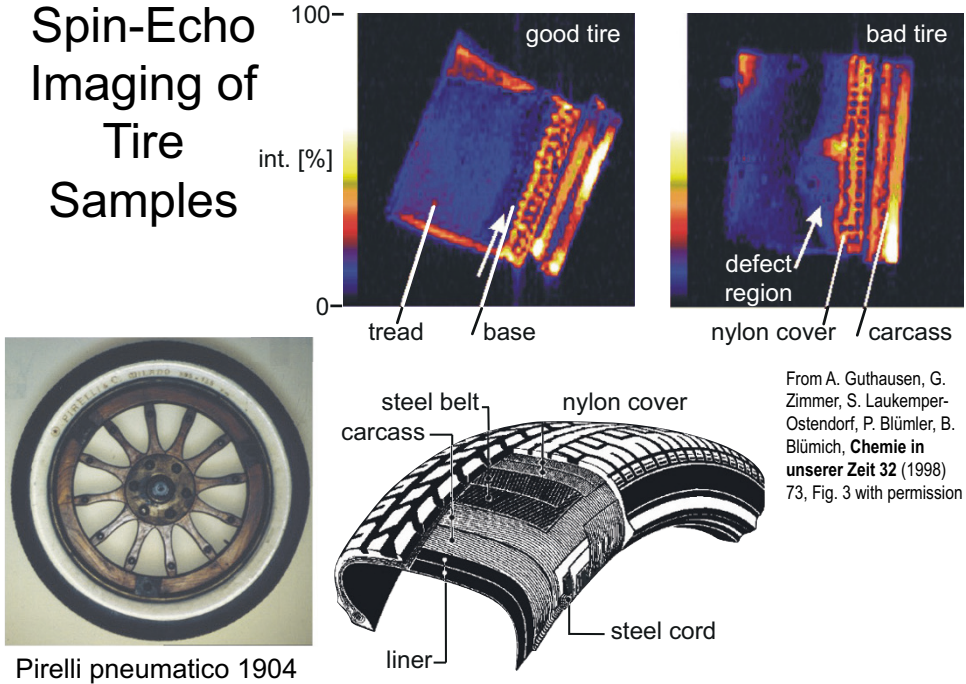 Spin-Echo
Imaging of
Tire
Samples
100
int. [%]
0
good tire
tread
base
bad tire
defect
region
nylon cover
carcass
PIRELLI & C MILANO
Pirelli pneumatico 1904
steel belt
nylon cover
carcass
liner
steel cord
From A. Guthausen, G.
Zimmer, S. Laukemper-
Ostendorf, P. Blümler, B.
Blümich, Chemie in
unserer Zeit 32 (1998)
73, Fig. 3 with permission